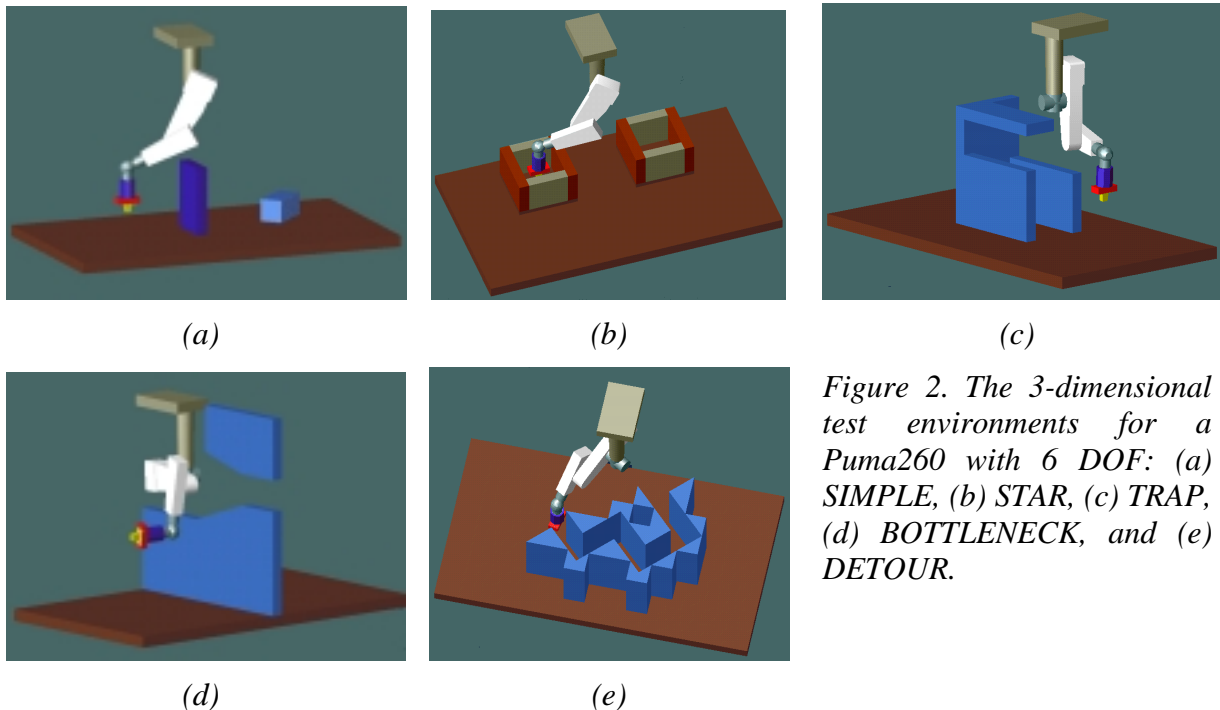 (a)
(b)
(c)
Figure 2. The 3-dimensional
test environments for a
Puma260 with 6 DOF: (a)
SIMPLE, (b) STAR, (c) TRAP,
(d) BOTTLENECK, and (e)
DETOUR.
(d)
(e)